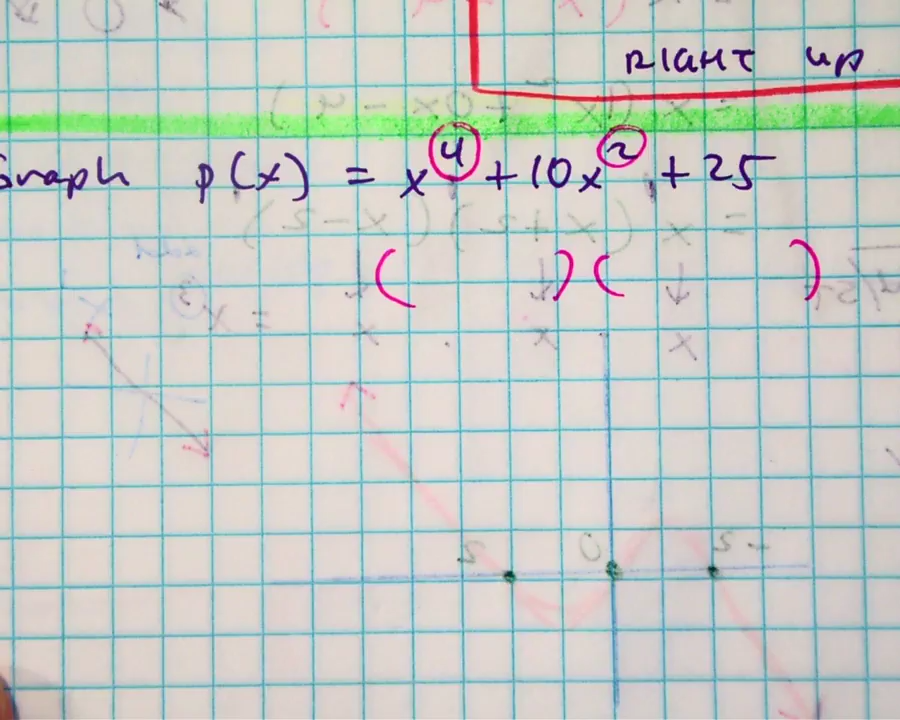 RIGHT UP
Graph p(x) = x⁴ + 10x² + 25
( ) ( )